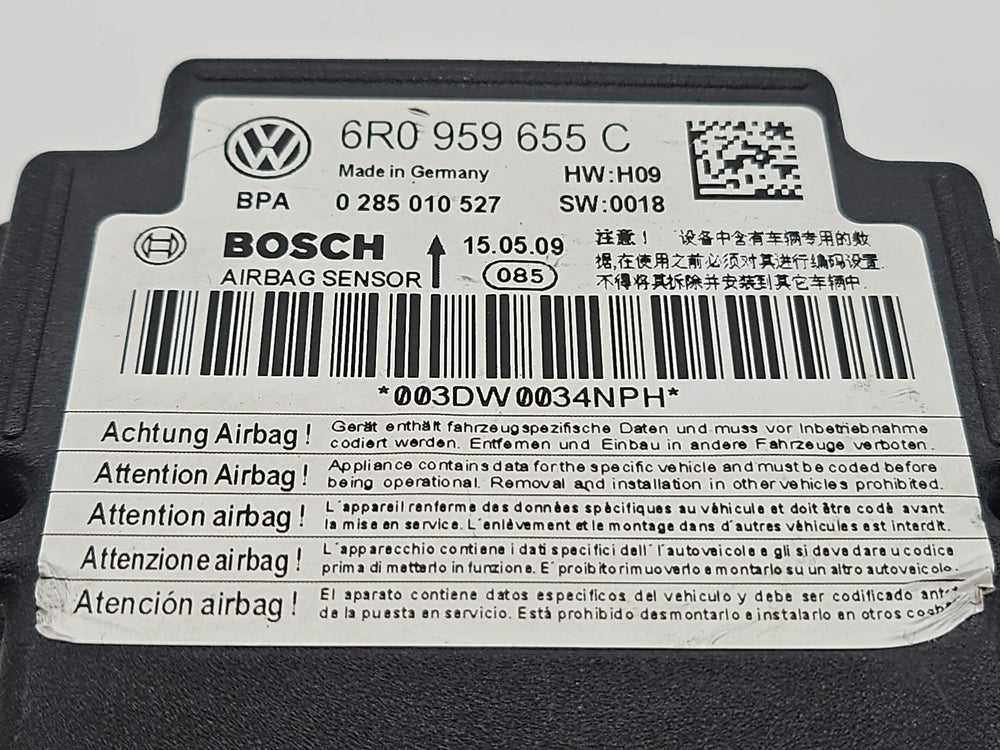 6R0 959 655 C
Made in Germany HW:H09
BPA 0 285 010 527 SW:0018
BOSCH 15.05.09
AIRBAG SENSOR 085
注意! 设备中含有车辆专用的数
据,在使用之前必须对其进行编码设置.
不得将其拆除并安装到其它车辆中.
*003DW0034NPH*
Achtung Airbag! Gerät enthält fahrzeugspezifische Daten und muss vor Inbetriebnahme
codiert werden. Entfernen und Einbau in andere Fahrzeuge verboten.
Attention Airbag! Appliance contains data for the specific vehicle and must be coded before
being operational. Removal and installation in other vehicles prohibited.
Attention airbag! L'appareil renferme des données spécifiques au véhicule et doit être codé avant
la mise en service. L'enlèvement et le montage dans d'autres véhicules est interdit.
Attenzione airbag! L'apparecchio contiene i dati specifici dell'autoveicolo e gli si deve dare u codice
prima di metterlo in funzione. E' proibito rimuoverlo e montarlo su un altro autoveicolo.
Atención airbag! El aparato contiene datos especificos del vehiculo y debe ser codificado
de la puesta en servicio. Está prohibido desmontarlo e instalarlo en otros